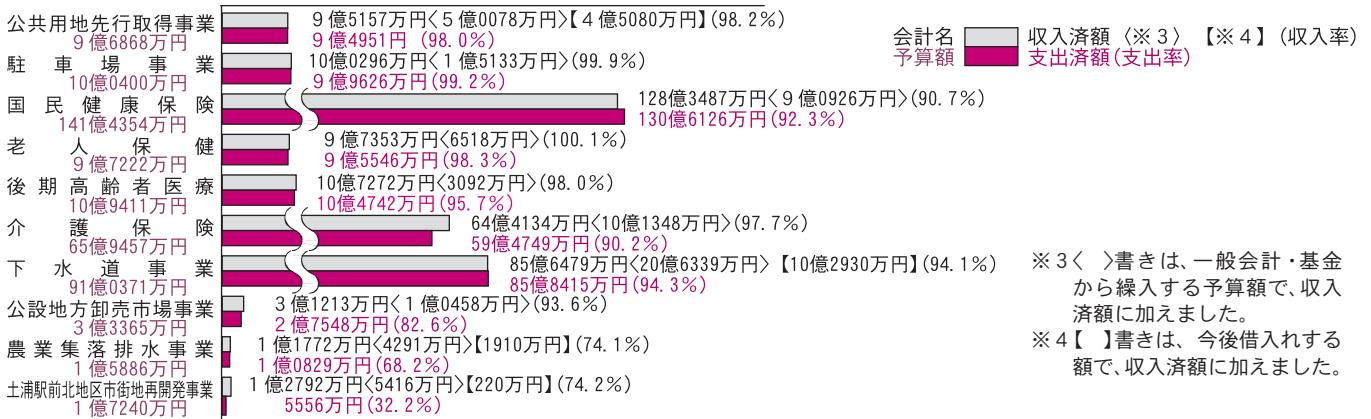 公共用地先行取得事業
9億6868万円
9億5157万円〈5億0078万円〉【4億5080万円】(98.2%)
9億4951円 (98.0%)
駐車場事業
10億0400万円
10億0296万円〈1億5133万円〉(99.9%)
9億9626万円(99.2%)
国民健康保険
141億4354万円
128億3487万円〈9億0926万円〉(90.7%)
130億6126万円(92.3%)
老人保健
9億7222万円
9億7353万円〈6518万円〉(100.1%)
9億5546万円(98.3%)
後期高齢者医療
10億9411万円
10億7272万円〈3092万円〉(98.0%)
10億4742万円(95.7%)
介護保険
65億9457万円
64億4134万円〈10億1348万円〉(97.7%)
59億4749万円(90.2%)
下水道事業
91億0371万円
85億6479万円〈20億6339万円〉【10億2930万円】(94.1%)
85億8415万円(94.3%)
公設地方卸売市場事業
3億3365万円
3億1213万円〈1億0458万円〉(93.6%)
2億7548万円(82.6%)
農業集落排水事業
1億5886万円
1億1772万円〈4291万円〉【1910万円】(74.1%)
1億0829万円(68.2%)
土浦駅前北地区市街地再開発事業
1億7240万円
1億2792万円〈5416万円〉【220万円】(74.2%)
5556万円(32.2%)
会計名 収入済額〈※3〉【※4】(収入率)
予算額 支出済額(支出率)
※3〈 〉書きは、一般会計・基金
から繰入する予算額で、収入
済額に加えました。
※4【 】書きは、今後借入れする
額で、収入済額に加えました。